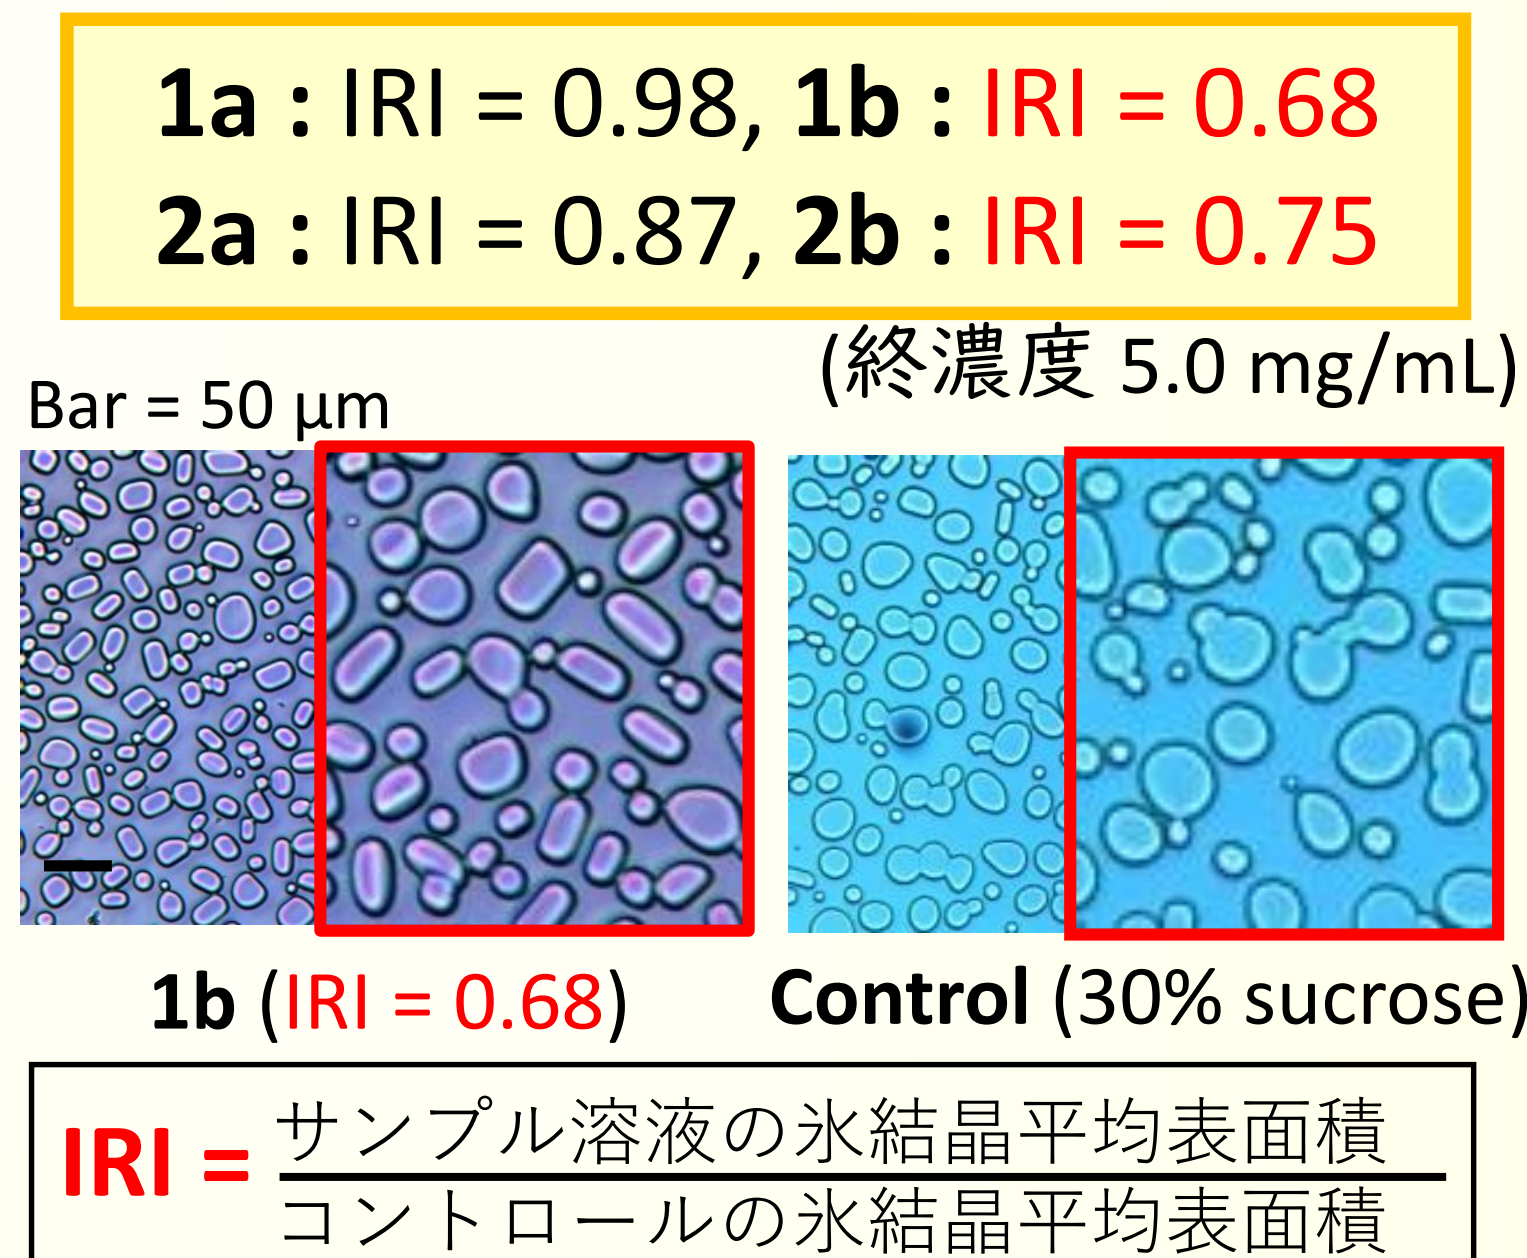 1a : IRI = 0.98, 1b : IRI = 0.68
2a : IRI = 0.87, 2b : IRI = 0.75
(終濃度 5.0 mg/mL)
Bar = 50 μm
1b (IRI = 0.68)
Control (30% sucrose)
IRI =
サンプル溶液の氷結晶平均表面積
コントロールの氷結晶平均表面積